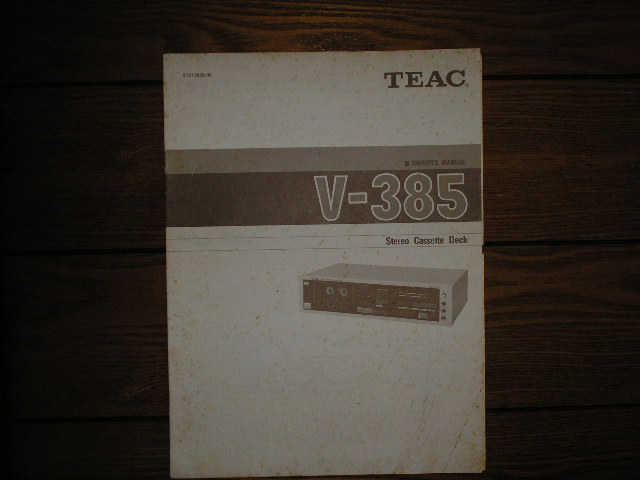 TEAC
OWNER'S MANUAL
V-385
Stereo Cassette Deck